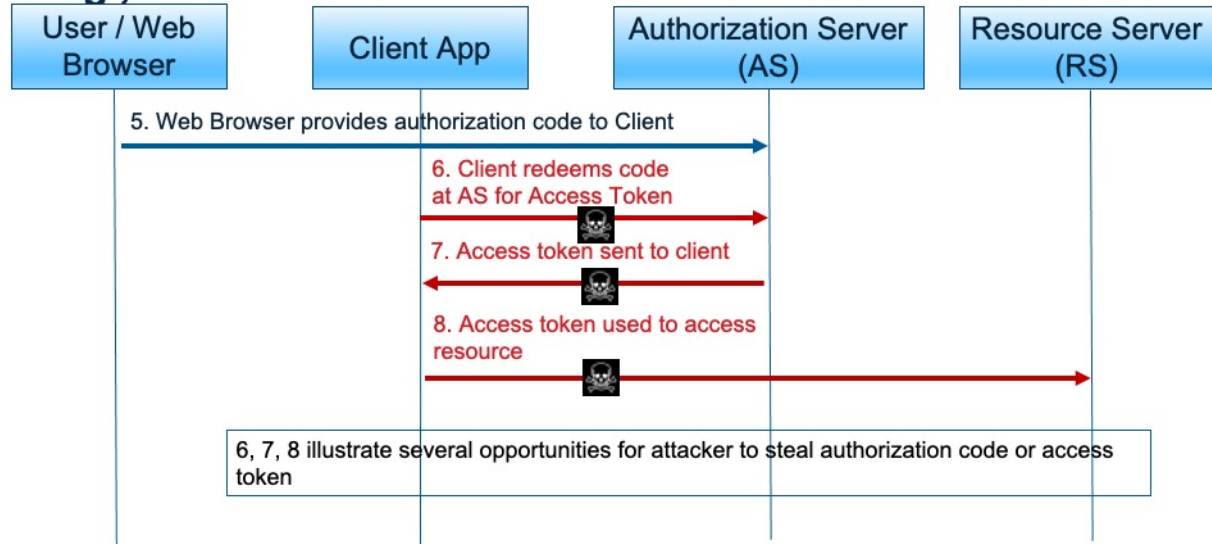 User / Web
Browser
Client App
Authorization Server
(AS)
Resource Server
(RS)
5. Web Browser provides authorization code to Client
6. Client redeems code
at AS for Access Token
7. Access token sent to client
8. Access token used to access
resource
6, 7, 8 illustrate several opportunities for attacker to steal authorization code or access
token